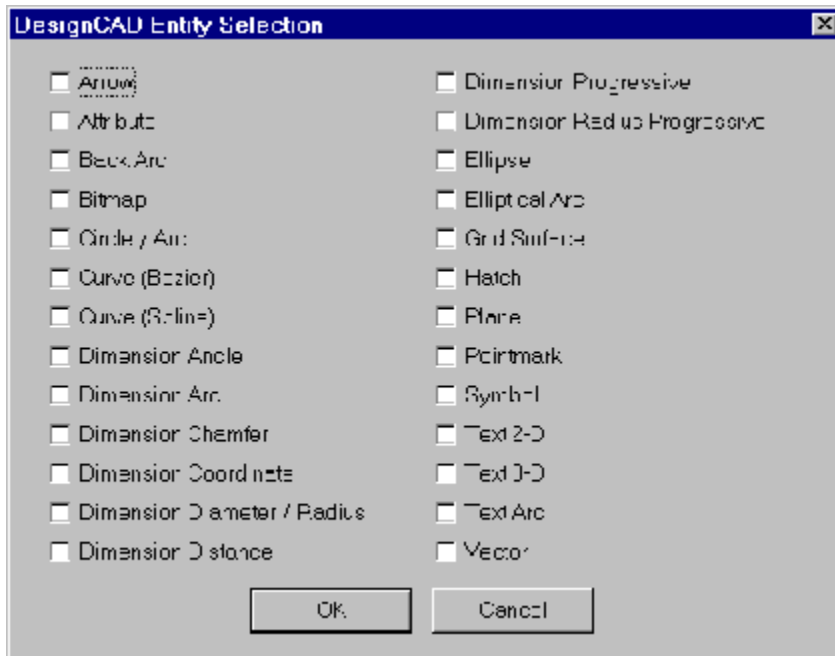 DesignCAD Entity Selection
Arrow
Attribute
Back Arc
Bitmap
Circle / Arc
Curve (Bezier)
Curve (Spline)
Dimension Angle
Dimension Arc
Dimension Chamfer
Dimension Coordinate
Dimension Diameter / Radius
Dimension Distance
Dimension Progressive
Dimension Radius Progressive
Ellipse
Elliptical Arc
Grid Surface
Hatch
Plane
Pointmark
Symbol
Text 2-D
Text 3-D
Text Arc
Vector
OK
Cancel